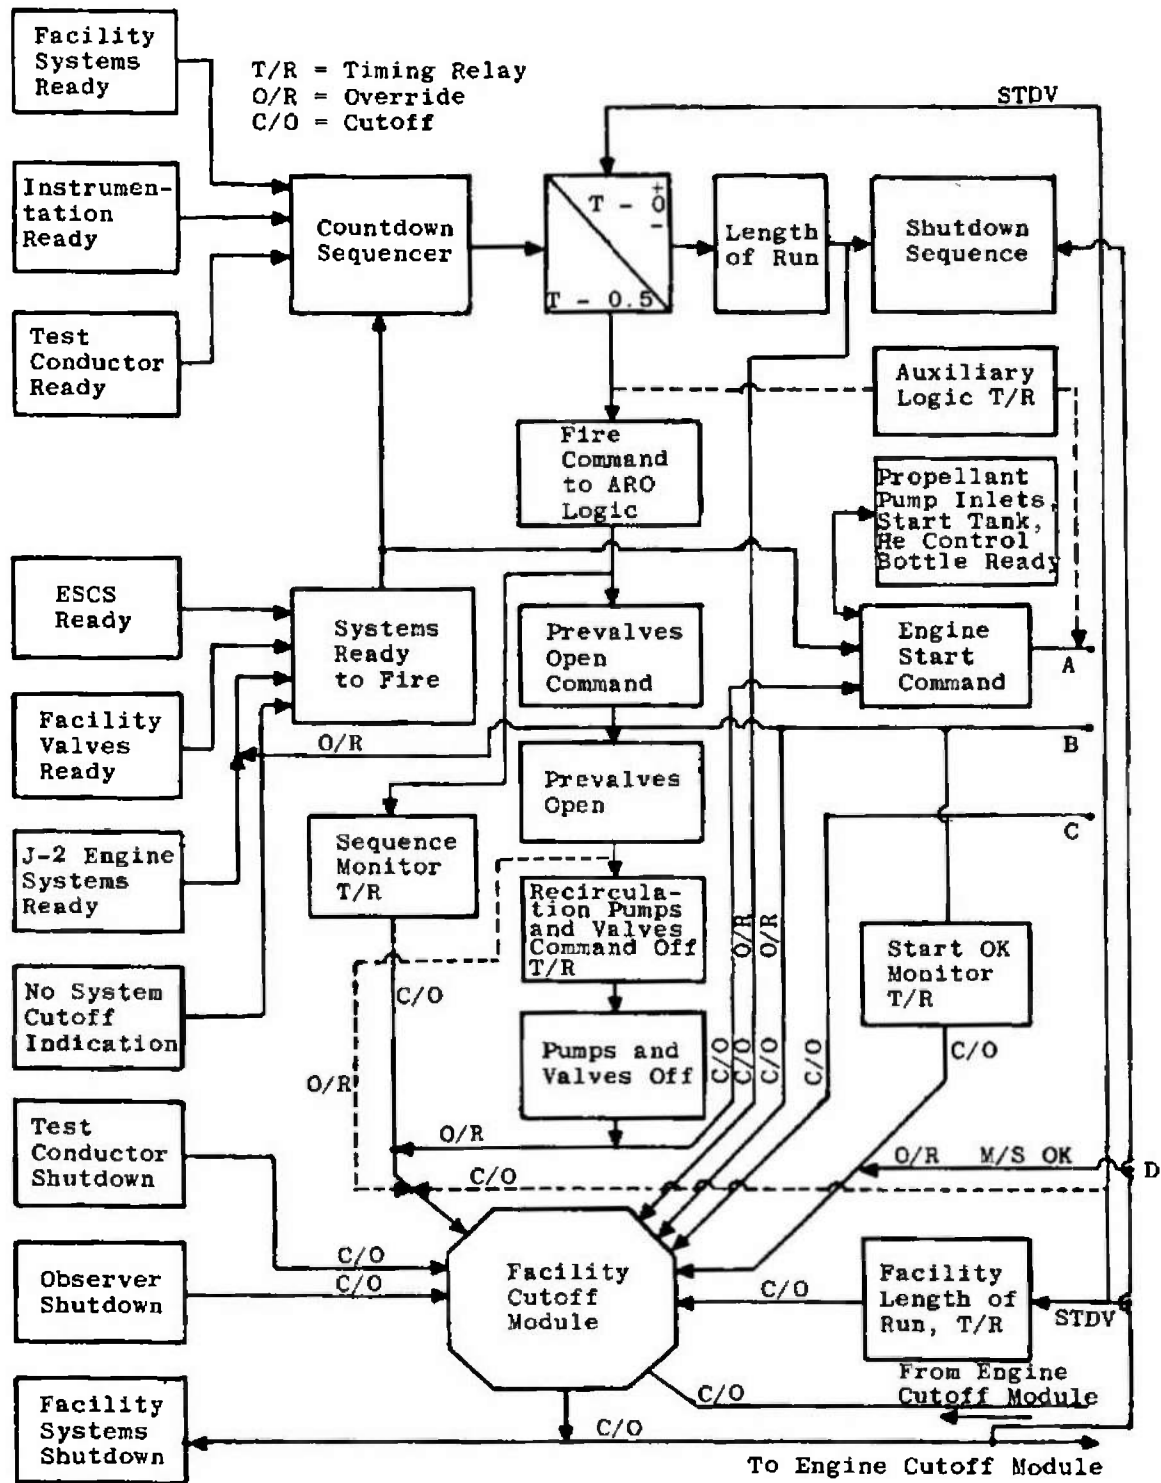 Facility
Systems
Ready
T/R = Timing Relay
O/R = Override
C/O = Cutoff
STDV
Instrumen-
tation
Ready
Countdown
Sequencer
T - 0
+
-
T - 0.5
Length
of Run
Shutdown
Sequence
Test
Conductor
Ready
Auxiliary
Logic T/R
Fire
Command
to ARO
Logic
Propellant
Pump Inlets,
Start Tank,
He Control
Bottle Ready
ESCS
Ready
Systems
Ready
to Fire
Prevalves
Open
Command
Engine
Start
Command
A
Facility
Valves
Ready
O/R
B
Prevalves
Open
C
J-2 Engine
Systems
Ready
Sequence
Monitor
T/R
Recircula-
tion Pumps
and Valves
Command Off
T/R
O/R
O/R
Start OK
Monitor
T/R
No System
Cutoff
Indication
C/O
Pumps and
Valves Off
C/O
C/O
C/O
C/O
C/O
O/R
Test
Conductor
Shutdown
O/R
O/R
M/S OK
D
C/O
Observer
Shutdown
C/O
C/O
Facility
Cutoff
Module
C/O
Facility
Length of
Run, T/R
STDV
From Engine
Cutoff Module
C/O
Facility
Systems
Shutdown
C/O
To Engine Cutoff Module